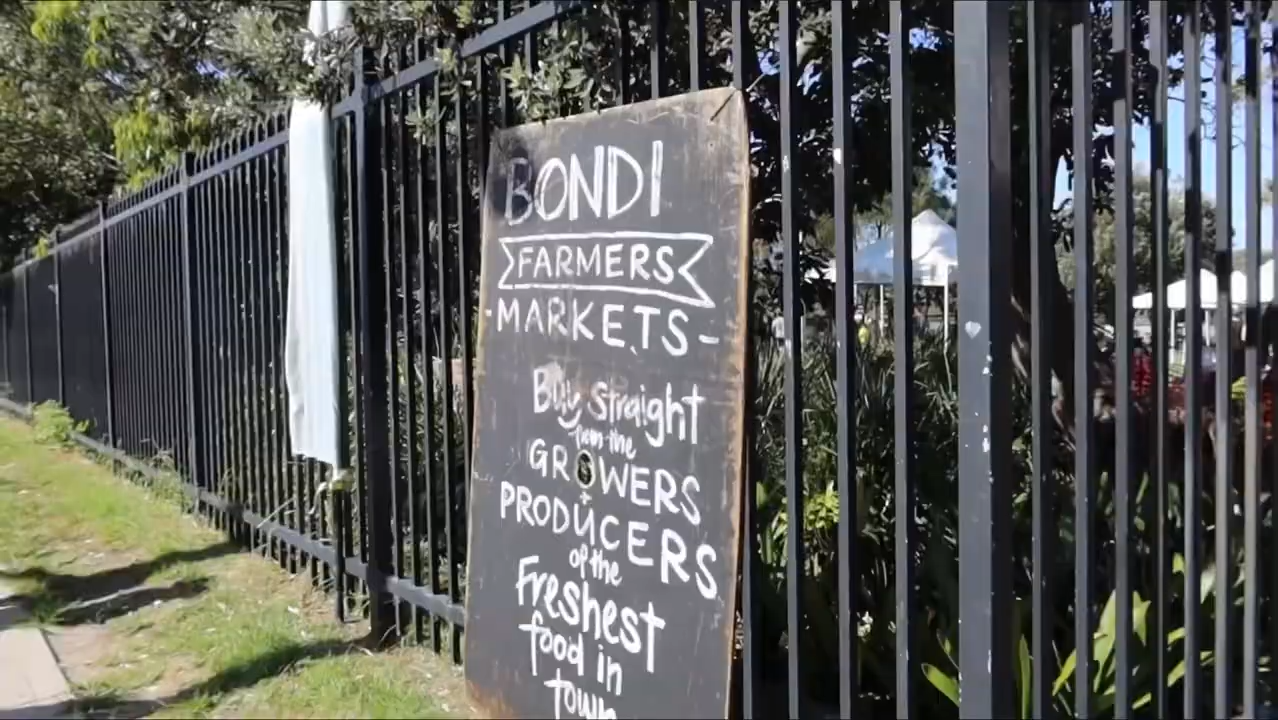 BONDI
FARMERS
-MARKETS-
Buy straight
from the
GROWERS
+
PRODUCERS
of the
Freshest
food in
town